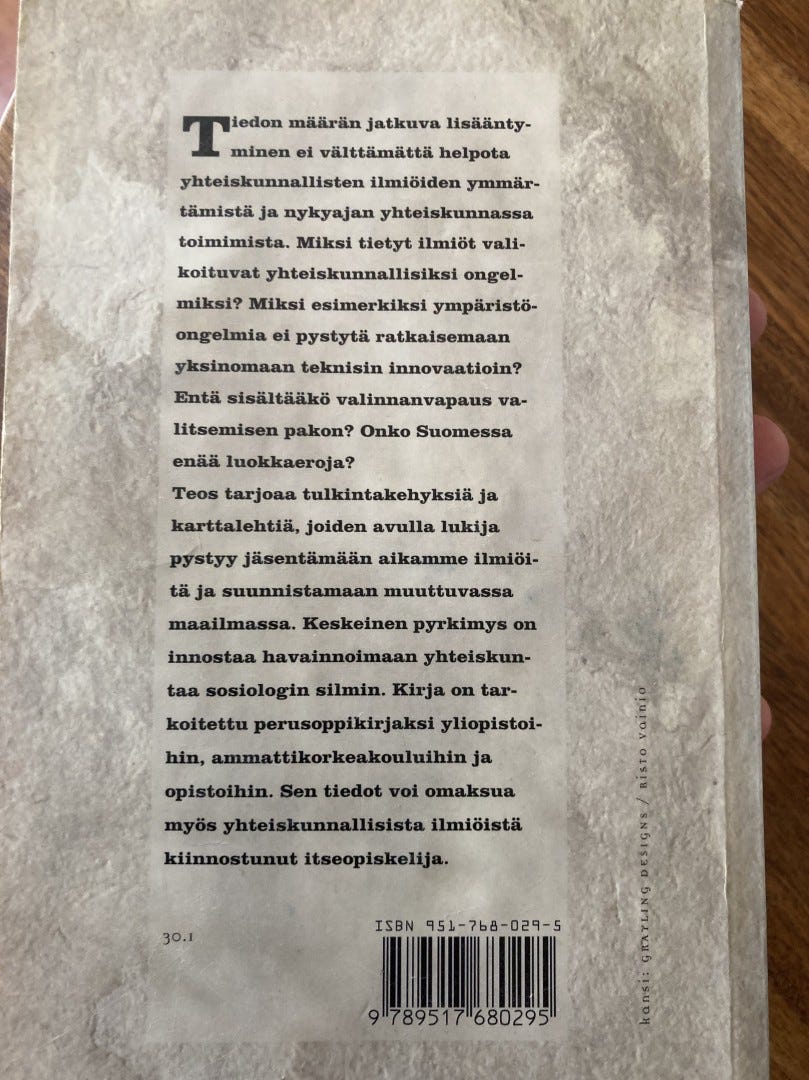 Tiedon määrän jatkuva lisäänty-
minen ei välttämättä helpota
yhteiskunnallisten ilmiöiden ymmär-
tämistä ja nykyajan yhteiskunnassa
toimimista. Miksi tietyt ilmiöt vali-
koituvat yhteiskunnallisiksi ongel-
miksi? Miksi esimerkiksi ympäristö-
ongelmia ei pystytä ratkaisemaan
yksinomaan teknisin innovaatioin?
Entä sisältääkö valinnanvapaus va-
litsemisen pakon? Onko Suomessa
enää luokkaeroja?
Teos tarjoaa tulkintakehyksiä ja
karttalehtiä, joiden avulla lukija
pystyy jäsentämään aikamme ilmiöi-
tä ja suunnistamaan muuttuvassa
maailmassa. Keskeinen pyrkimys on
innostaa havainnoimaan yhteiskun-
taa sosiologin silmin. Kirja on tar-
koitettu perusoppikirjaksi yliopistoi-
hin, ammattikorkeakouluihin ja
opistoihin. Sen tiedot voi omaksua
myös yhteiskunnallisista ilmiöistä
kiinnostunut itseopiskelija.
30.1
ISBN 951-768-029-5
9 789517 680295
kansi: GRAYLING DESIGNS / Risto Vainio